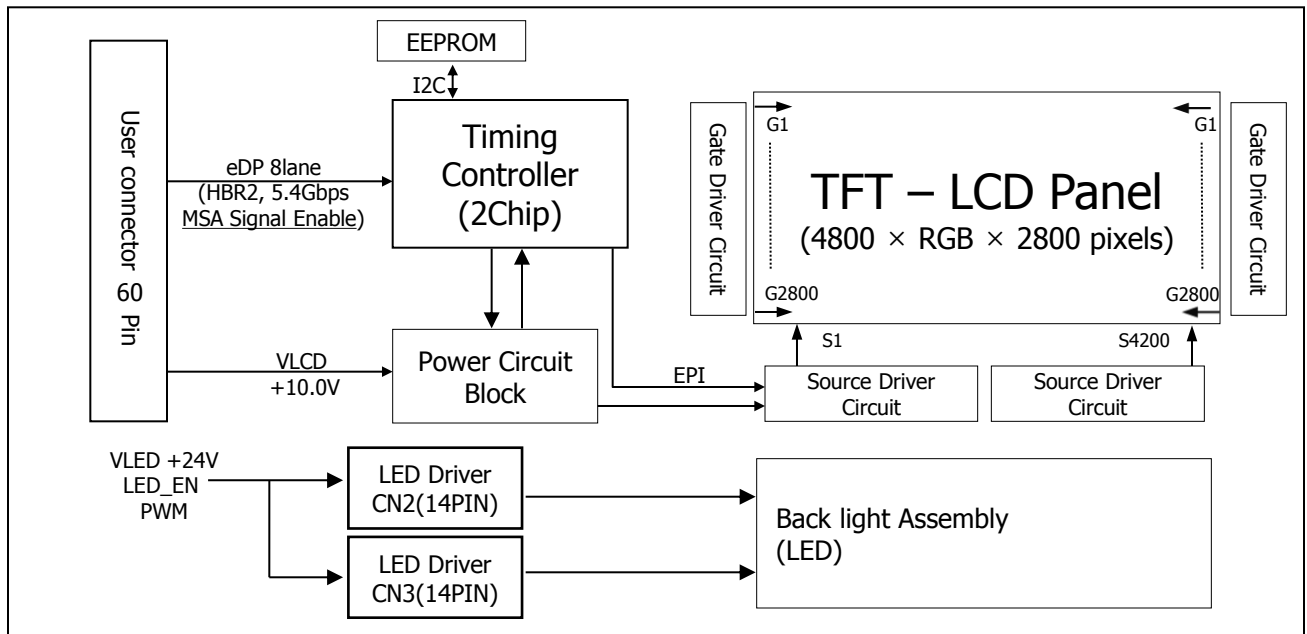 EEPROM
I2C
User connector 60 Pin
eDP 8lane
(HBR2, 5.4Gbps
MSA Signal Enable)
Timing
Controller
(2Chip)
VLCD
+10.0V
Power Circuit
Block
EPI
Gate Driver Circuit
G1
G1
TFT – LCD Panel
(4800 × RGB × 2800 pixels)
G2800
G2800
Gate Driver Circuit
S1
S4200
Source Driver
Circuit
Source Driver
Circuit
VLED +24V
LED_EN
PWM
LED Driver
CN2(14PIN)
LED Driver
CN3(14PIN)
Back light Assembly
(LED)